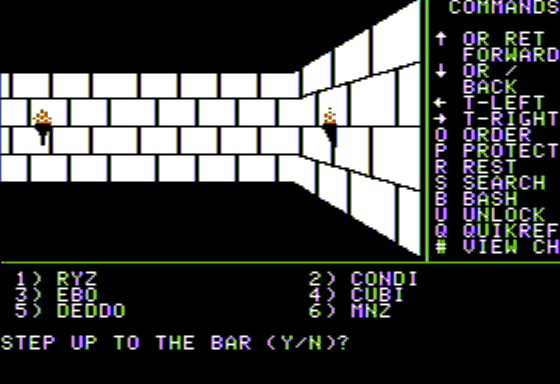 COMMANDS
↑ OR RET
FORWARD
↓ OR /
BACK
← T-LEFT
→ T-RIGHT
O ORDER
P PROTECT
R REST
S SEARCH
B BASH
U UNLOCK
Q QUIKREF
# VIEW CH
1) RYZ
2) CONDI
3) EBO
4) CUBI
5) DEDDO
6) MNZ
STEP UP TO THE BAR (Y/N)?